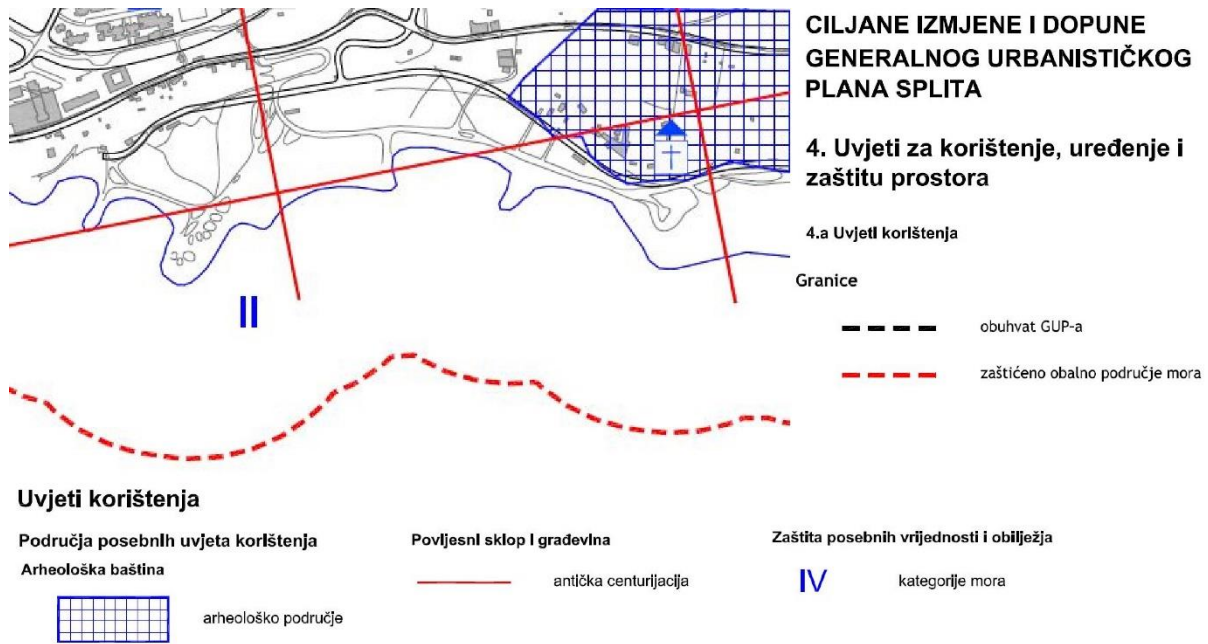 CILJANE IZMJENE I DOPUNE
GENERALNOG URBANISTIČKOG
PLANA SPLITA
4. Uvjeti za korištenje, uređenje i
zaštitu prostora
4.a Uvjeti korištenja
Granice
obuhvat GUP-a
zaštićeno obalno područje mora
II
Uvjeti korištenja
Područja posebnih uvjeta korištenja
Arheološka baština
arheološko područje
Povijesni sklop i građevina
antička centurijacija
Zaštita posebnih vrijednosti i obilježja
IV
kategorije mora